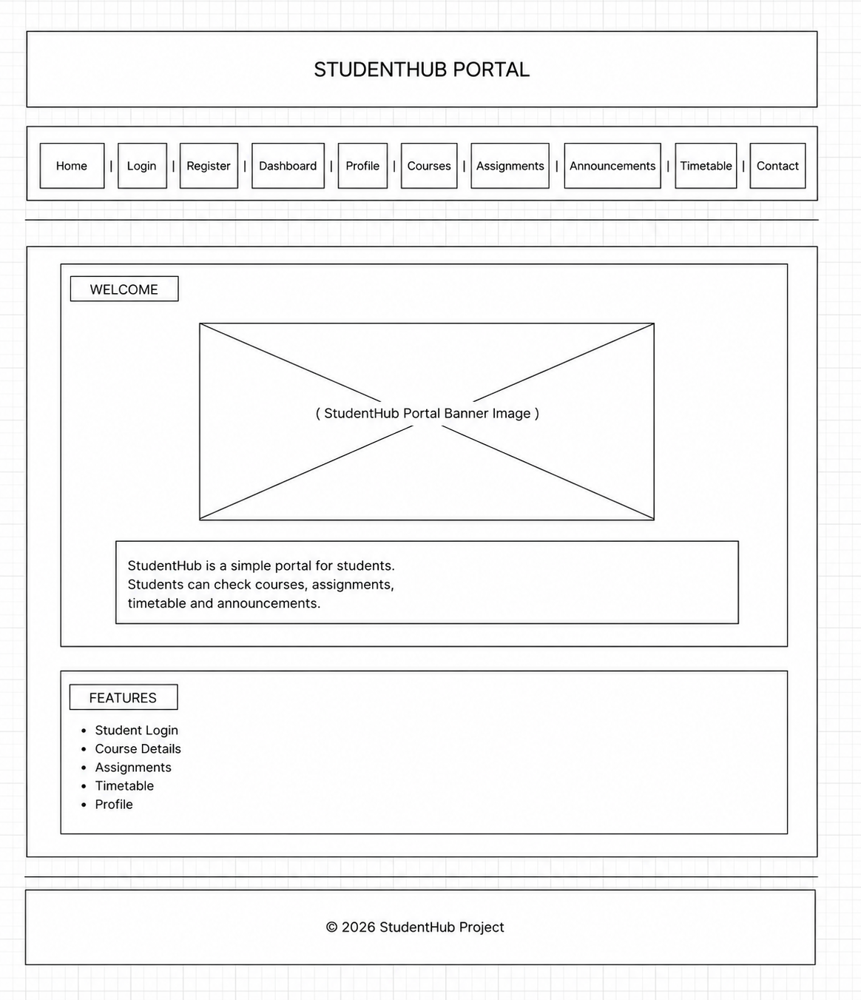 STUDENTHUB PORTAL
Home | Login | Register | Dashboard | Profile | Courses | Assignments | Announcements | Timetable | Contact
WELCOME
( StudentHub Portal Banner Image )
StudentHub is a simple portal for students.
Students can check courses, assignments,
timetable and announcements.
FEATURES
• Student Login
• Course Details
• Assignments
• Timetable
• Profile
© 2026 StudentHub Project